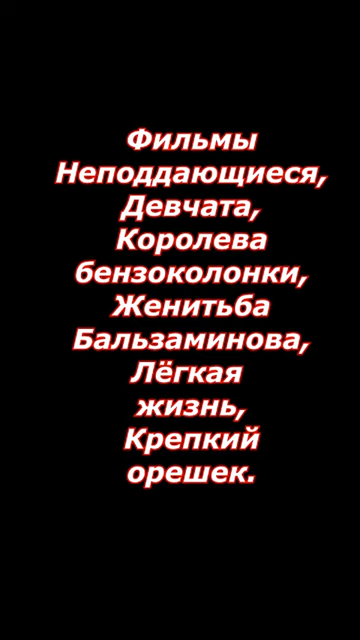 Фильмы
Неподдающиеся,
Девчата,
Королева
бензоколонки,
Женитьба
Бальзаминова,
Лёгкая
жизнь,
Крепкий
орешек.